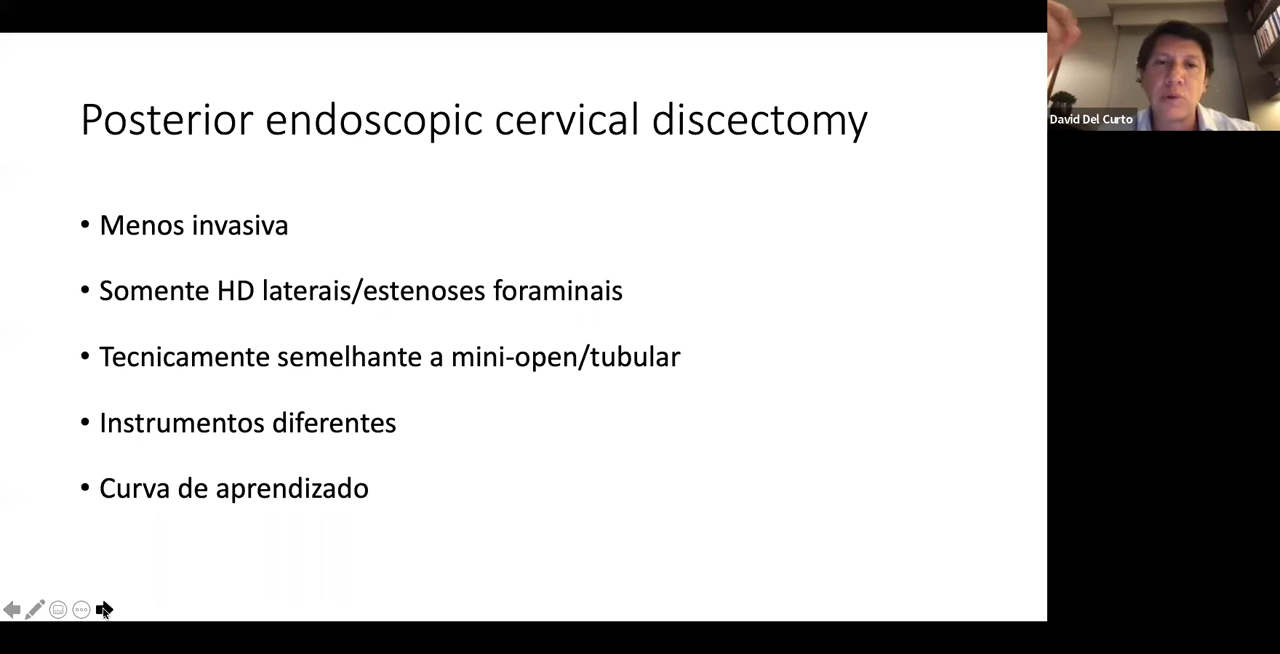 Posterior endoscopic cervical discectomy
• Menos invasiva
• Somente HD laterais/estenoses foraminais
• Tecnicamente semelhante a mini-open/tubular
• Instrumentos diferentes
• Curva de aprendizado
David Del Curto